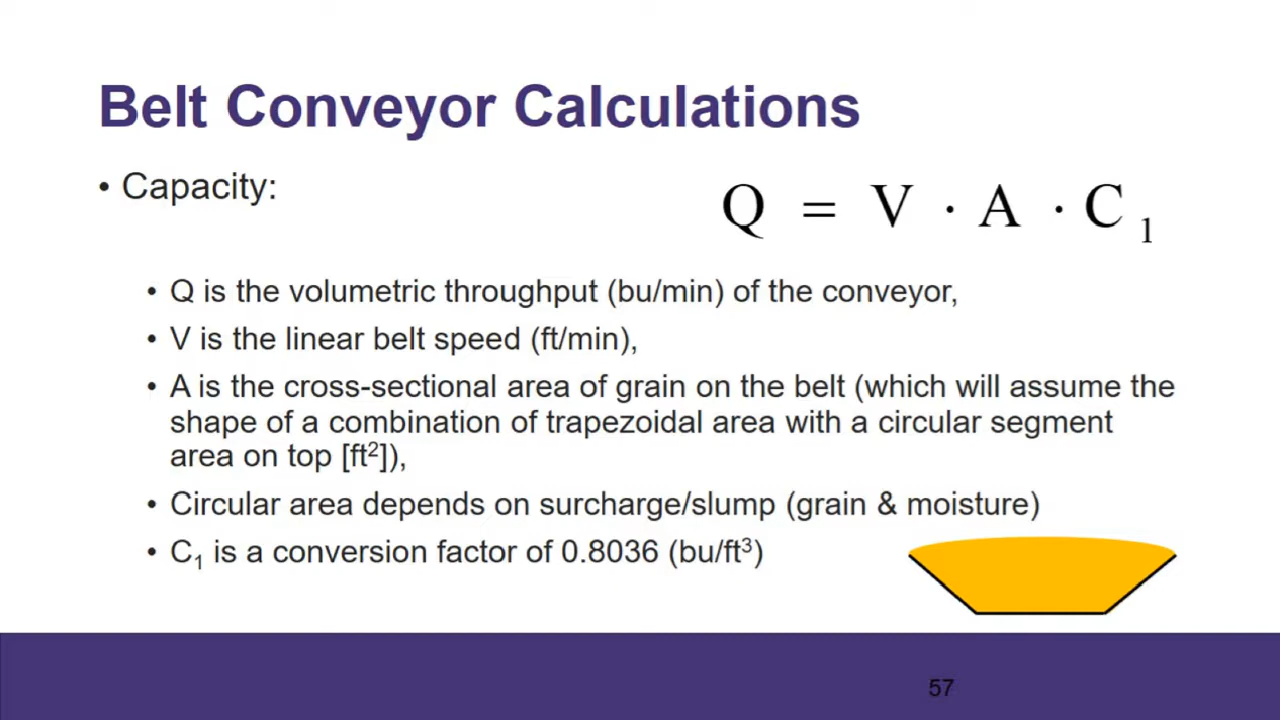 Belt Conveyor Calculations
• Capacity:
Q = V · A · C₁
• Q is the volumetric throughput (bu/min) of the conveyor,
• V is the linear belt speed (ft/min),
• A is the cross-sectional area of grain on the belt (which will assume the
shape of a combination of trapezoidal area with a circular segment
area on top [ft²]),
• Circular area depends on surcharge/slump (grain & moisture)
• C₁ is a conversion factor of 0.8036 (bu/ft³)
57